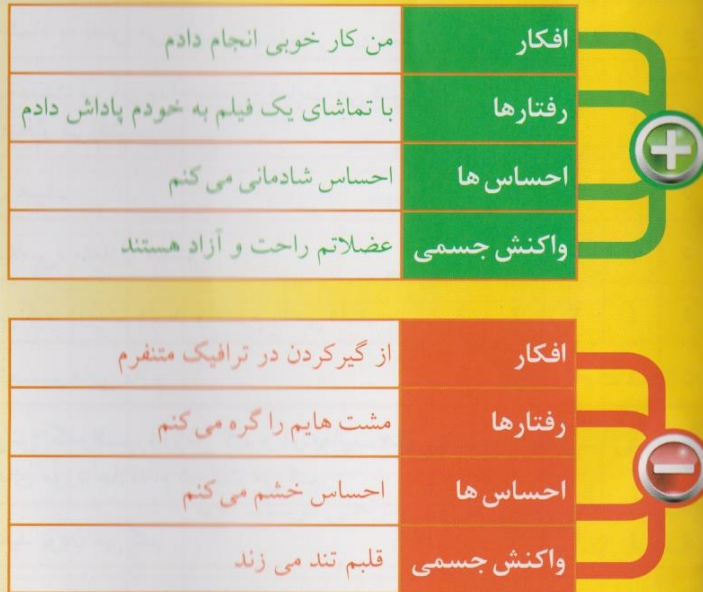 افکار من کار خوبی انجام دادم
رفتارها با تماشای یک فیلم به خودم پاداش دادم
احساس ها احساس شادمانی می کنم
واکنش جسمی عضلاتم راحت و آزاد هستند
افکار از گیرکردن در ترافیک متنفرم
رفتارها مشت هایم را گره می کنم
احساس ها احساس خشم می کنم
واکنش جسمی قلبم تند می زند